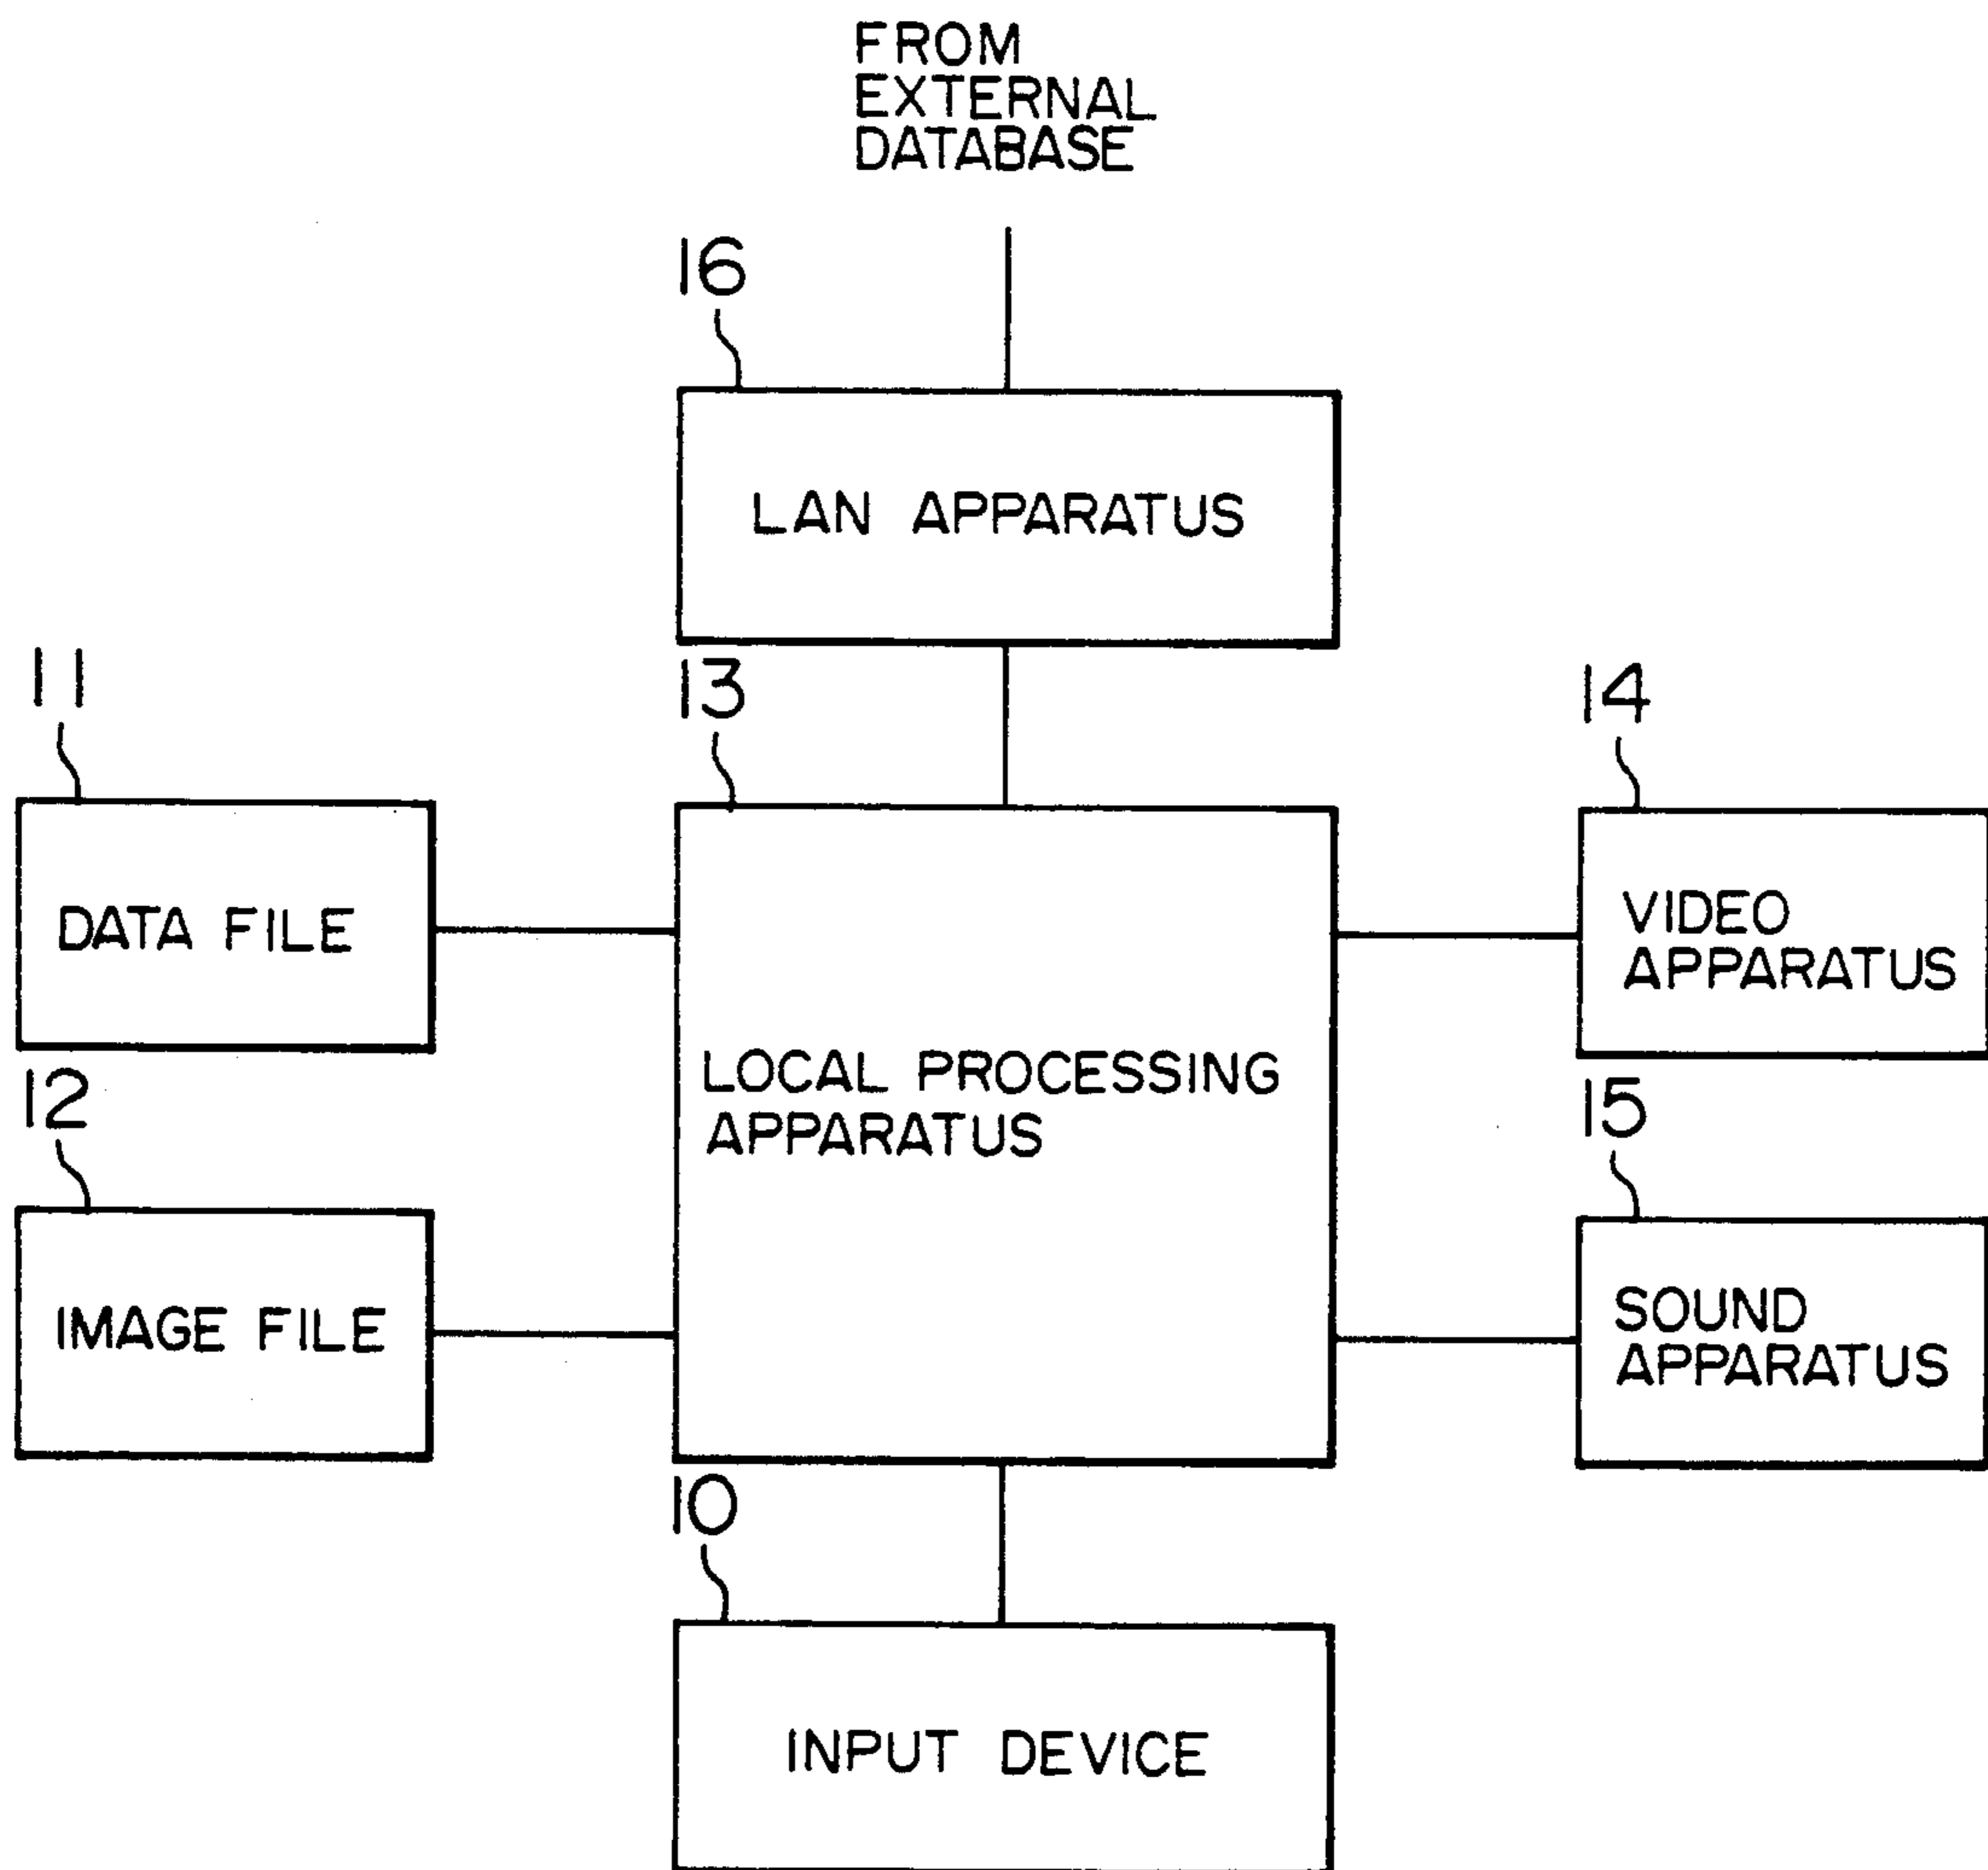 FROM
EXTERNAL
DATABASE
16
LAN APPARATUS
11
13
14
DATA FILE
VIDEO
APPARATUS
LOCAL PROCESSING
APPARATUS
12
15
IMAGE FILE
SOUND
APPARATUS
10
INPUT DEVICE